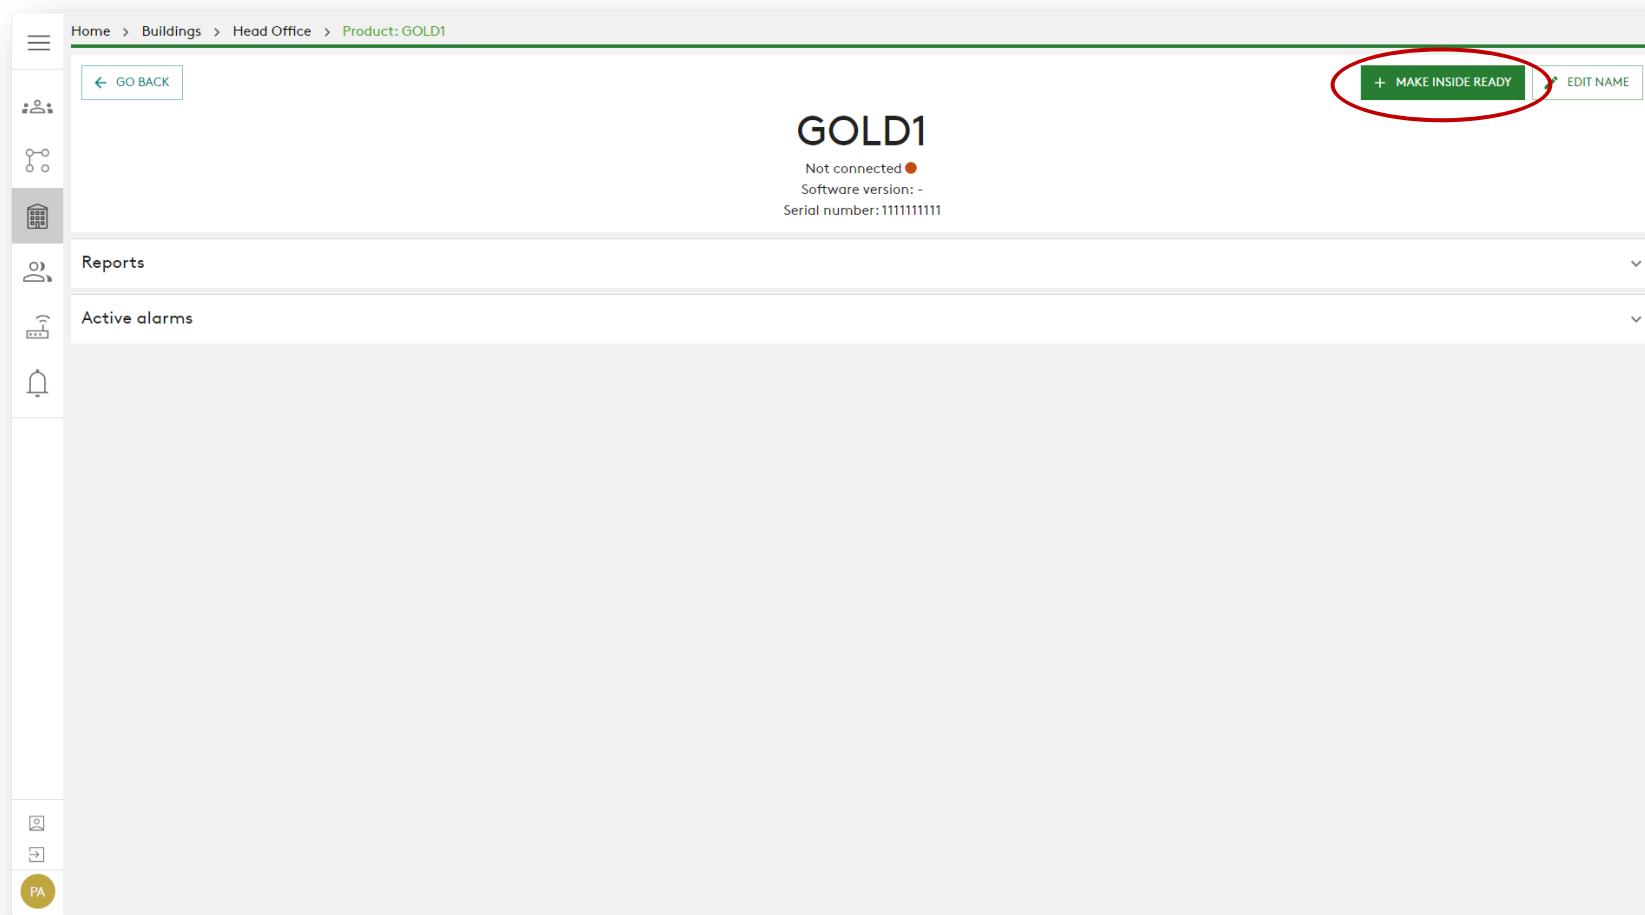 Home > Buildings > Head Office > Product: GOLD1
GO BACK
+ MAKE INSIDE READY
EDIT NAME
GOLD1
Not connected
Software version: -
Serial number: 1111111111
Reports
Active alarms
PA